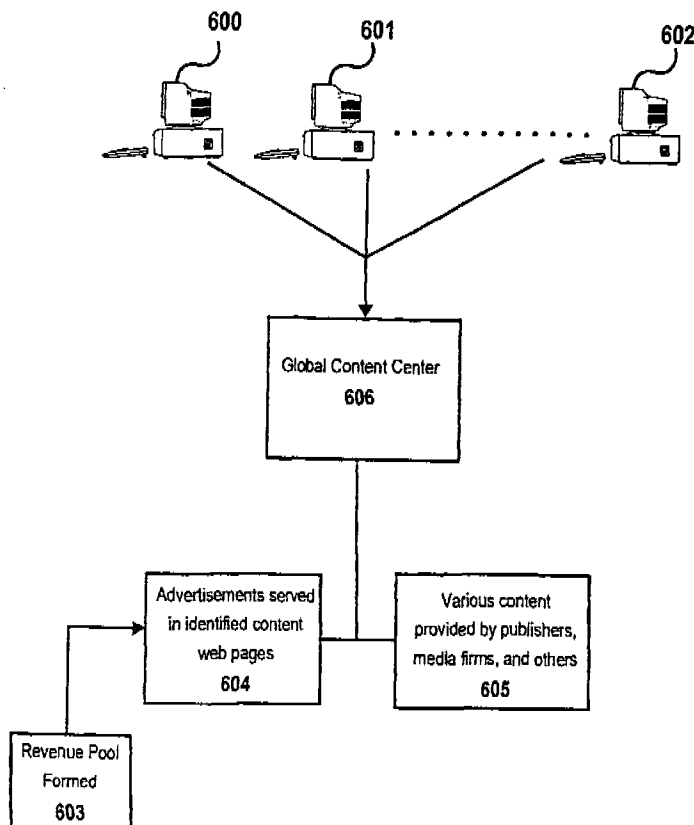 600
601
602
Global Content Center
606
Advertisements served
in identified content
web pages
604
Various content
provided by publishers,
media firms, and others
605
Revenue Pool
Formed
603